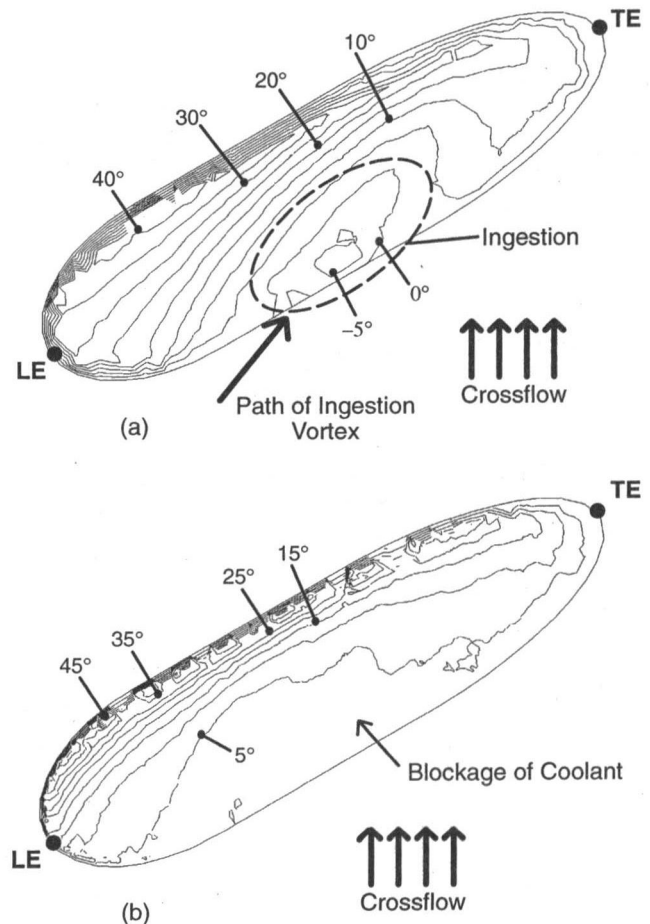 TE
10°
20°
30°
40°
Ingestion
0°
–5°
LE
Crossflow
Path of Ingestion
Vortex
(a)
TE
15°
25°
35°
45°
5°
Blockage of Coolant
LE
Crossflow
(b)